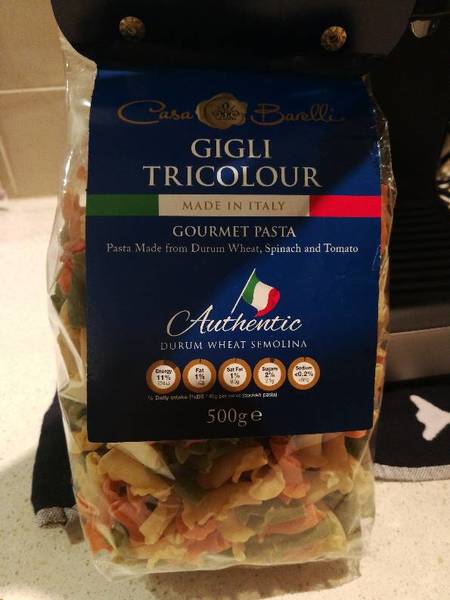 Casa Barelli
GIGLI
TRICOLOUR
MADE IN ITALY
GOURMET PASTA
Pasta Made from Durum Wheat, Spinach and Tomato
Authentic
DURUM WHEAT SEMOLINA
Energy Fat Sat Fat Sugars Sodium
11% 1% 1% 2% <0.2%
500g e